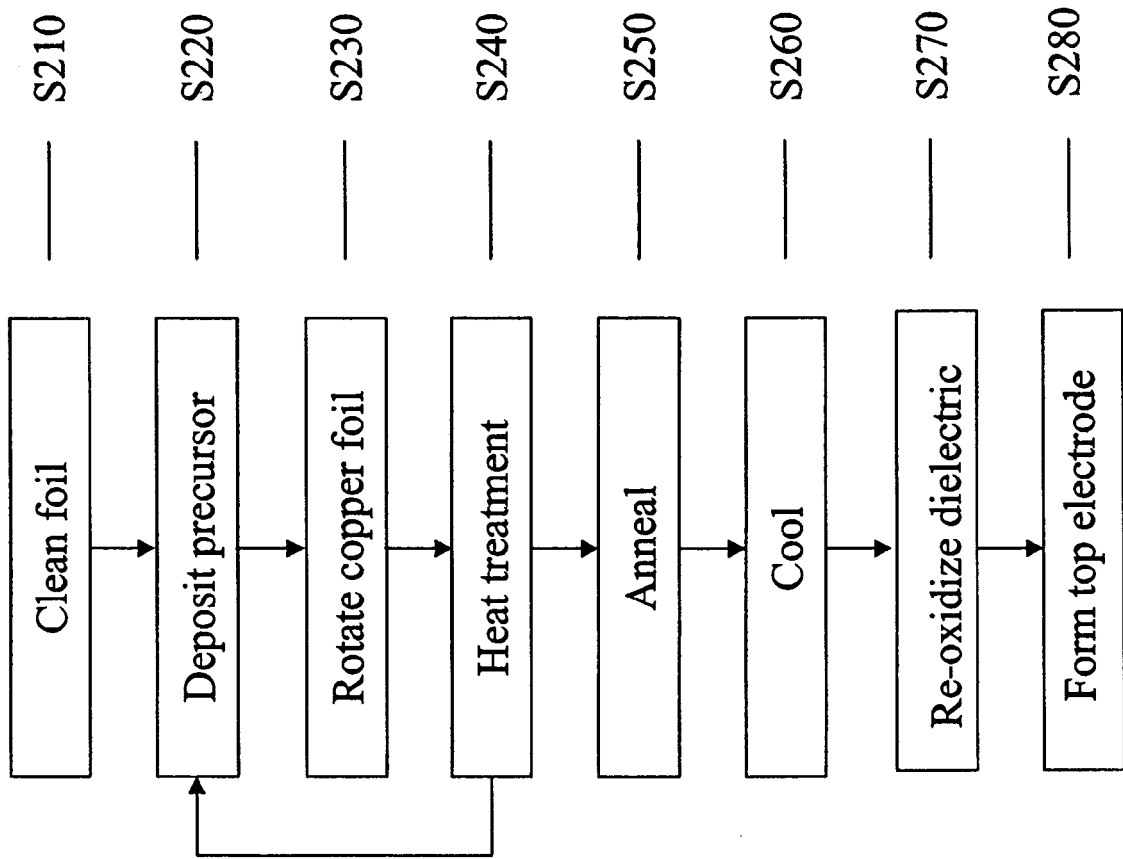 Clean foil
S210
Deposit precursor
S220
Rotate copper foil
S230
Heat treatment
S240
Anneal
S250
Cool
S260
Re-oxidize dielectric
S270
Form top electrode
S280